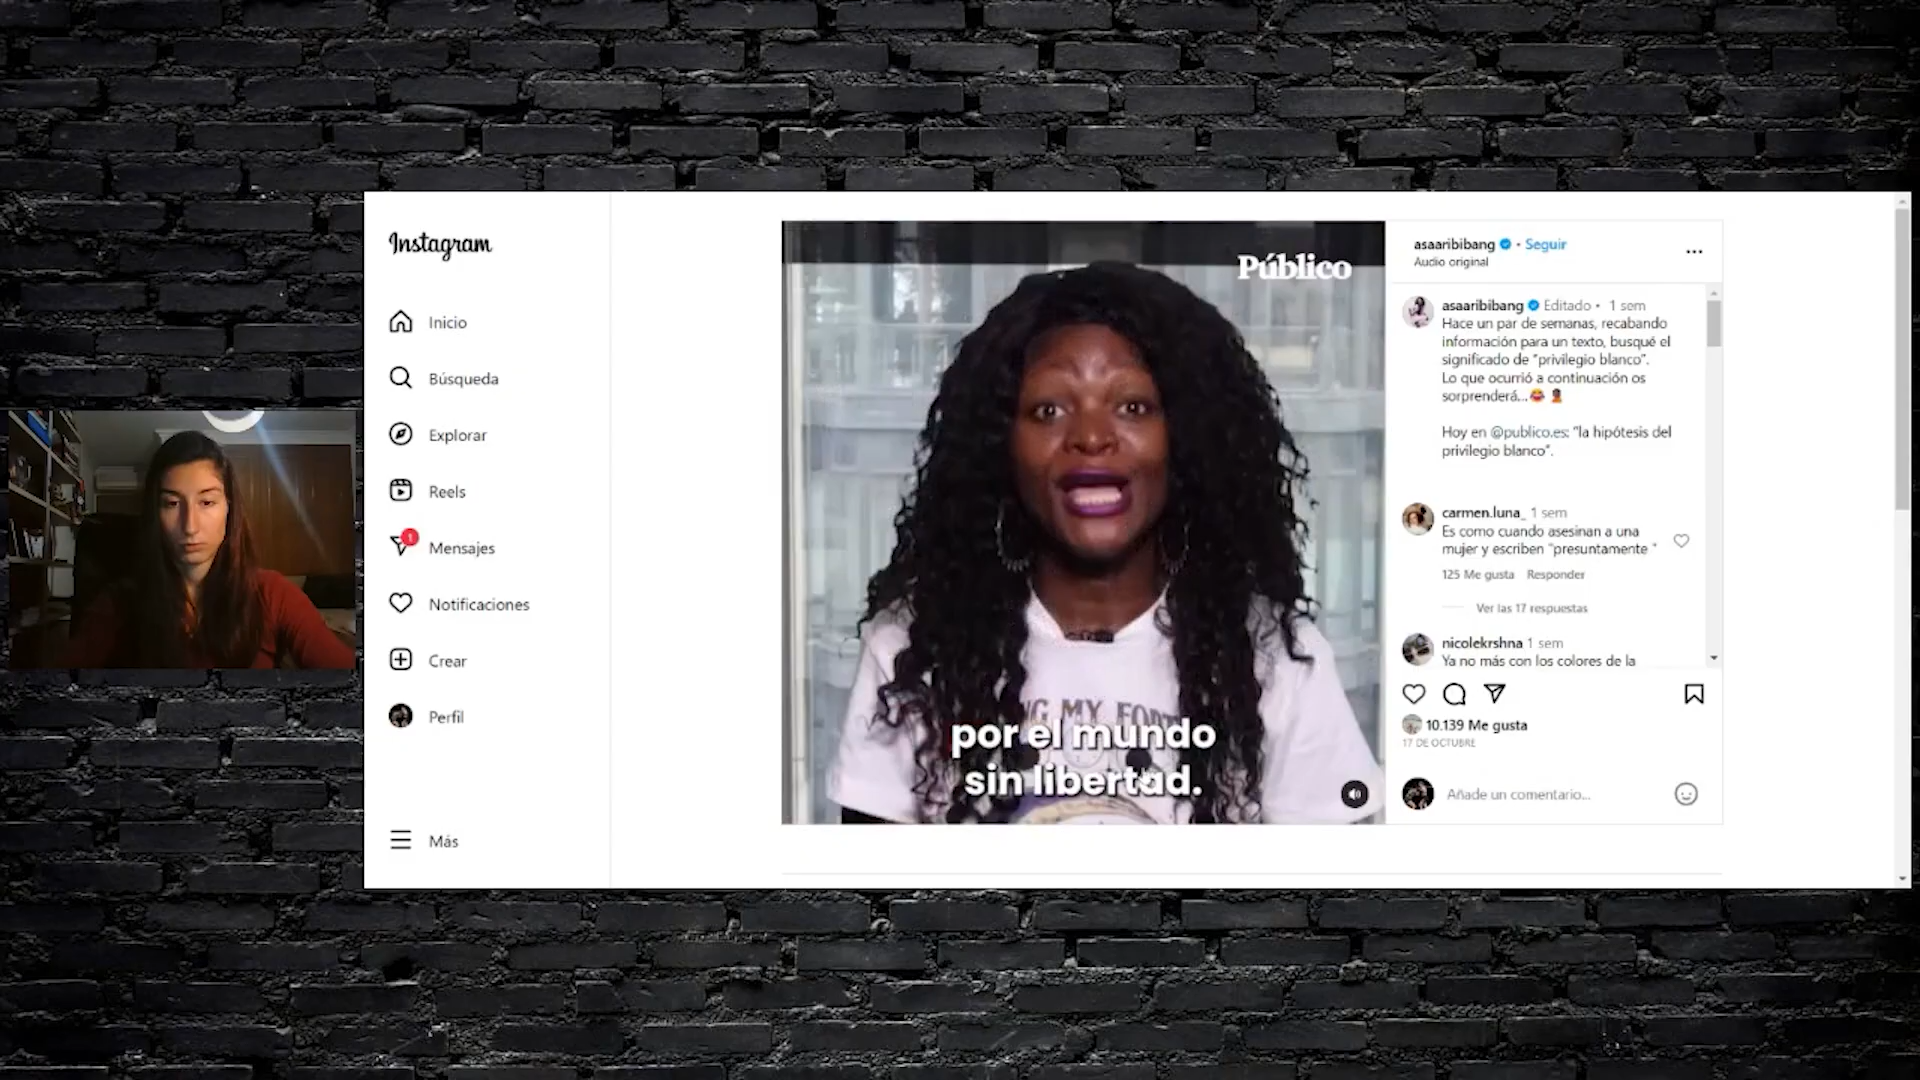 Instagram
Inicio
Búsqueda
Explorar
Reels
1
Mensajes
Notificaciones
Crear
Perfil
Más
Público
NG MY
por el mundo
sin libertad.
asaaribibang • Seguir
Audio original
asaaribibang Editado • 1 sem
Hace un par de semanas, recabando
información para un texto, busqué el
significado de "privilegio blanco".
Lo que ocurrió a continuación os
sorprenderá...
Hoy en @publico.es: "la hipótesis del
privilegio blanco".
carmen.luna_ 1 sem
Es como cuando asesinan a una
mujer y escriben "presuntamente "
125 Me gusta Responder
Ver las 17 respuestas
nicolekrshna 1 sem
Ya no más con los colores de la
10.139 Me gusta
17 DE OCTUBRE
Añade un comentario...